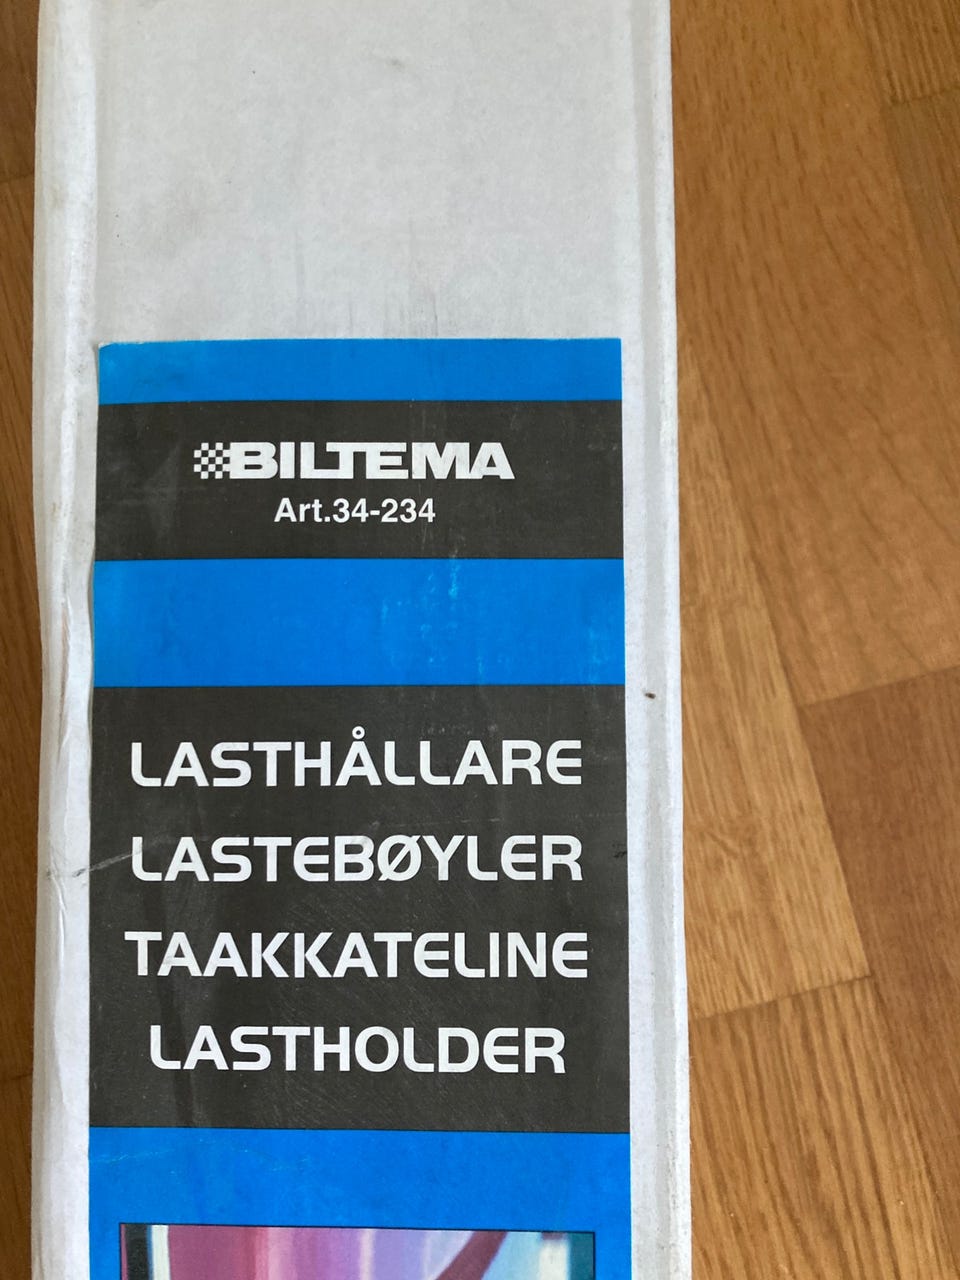 BILTEMA
Art.34-234
LASTHÅLLARE
LASTEBØYLER
TAAKKATELINE
LASTHOLDER